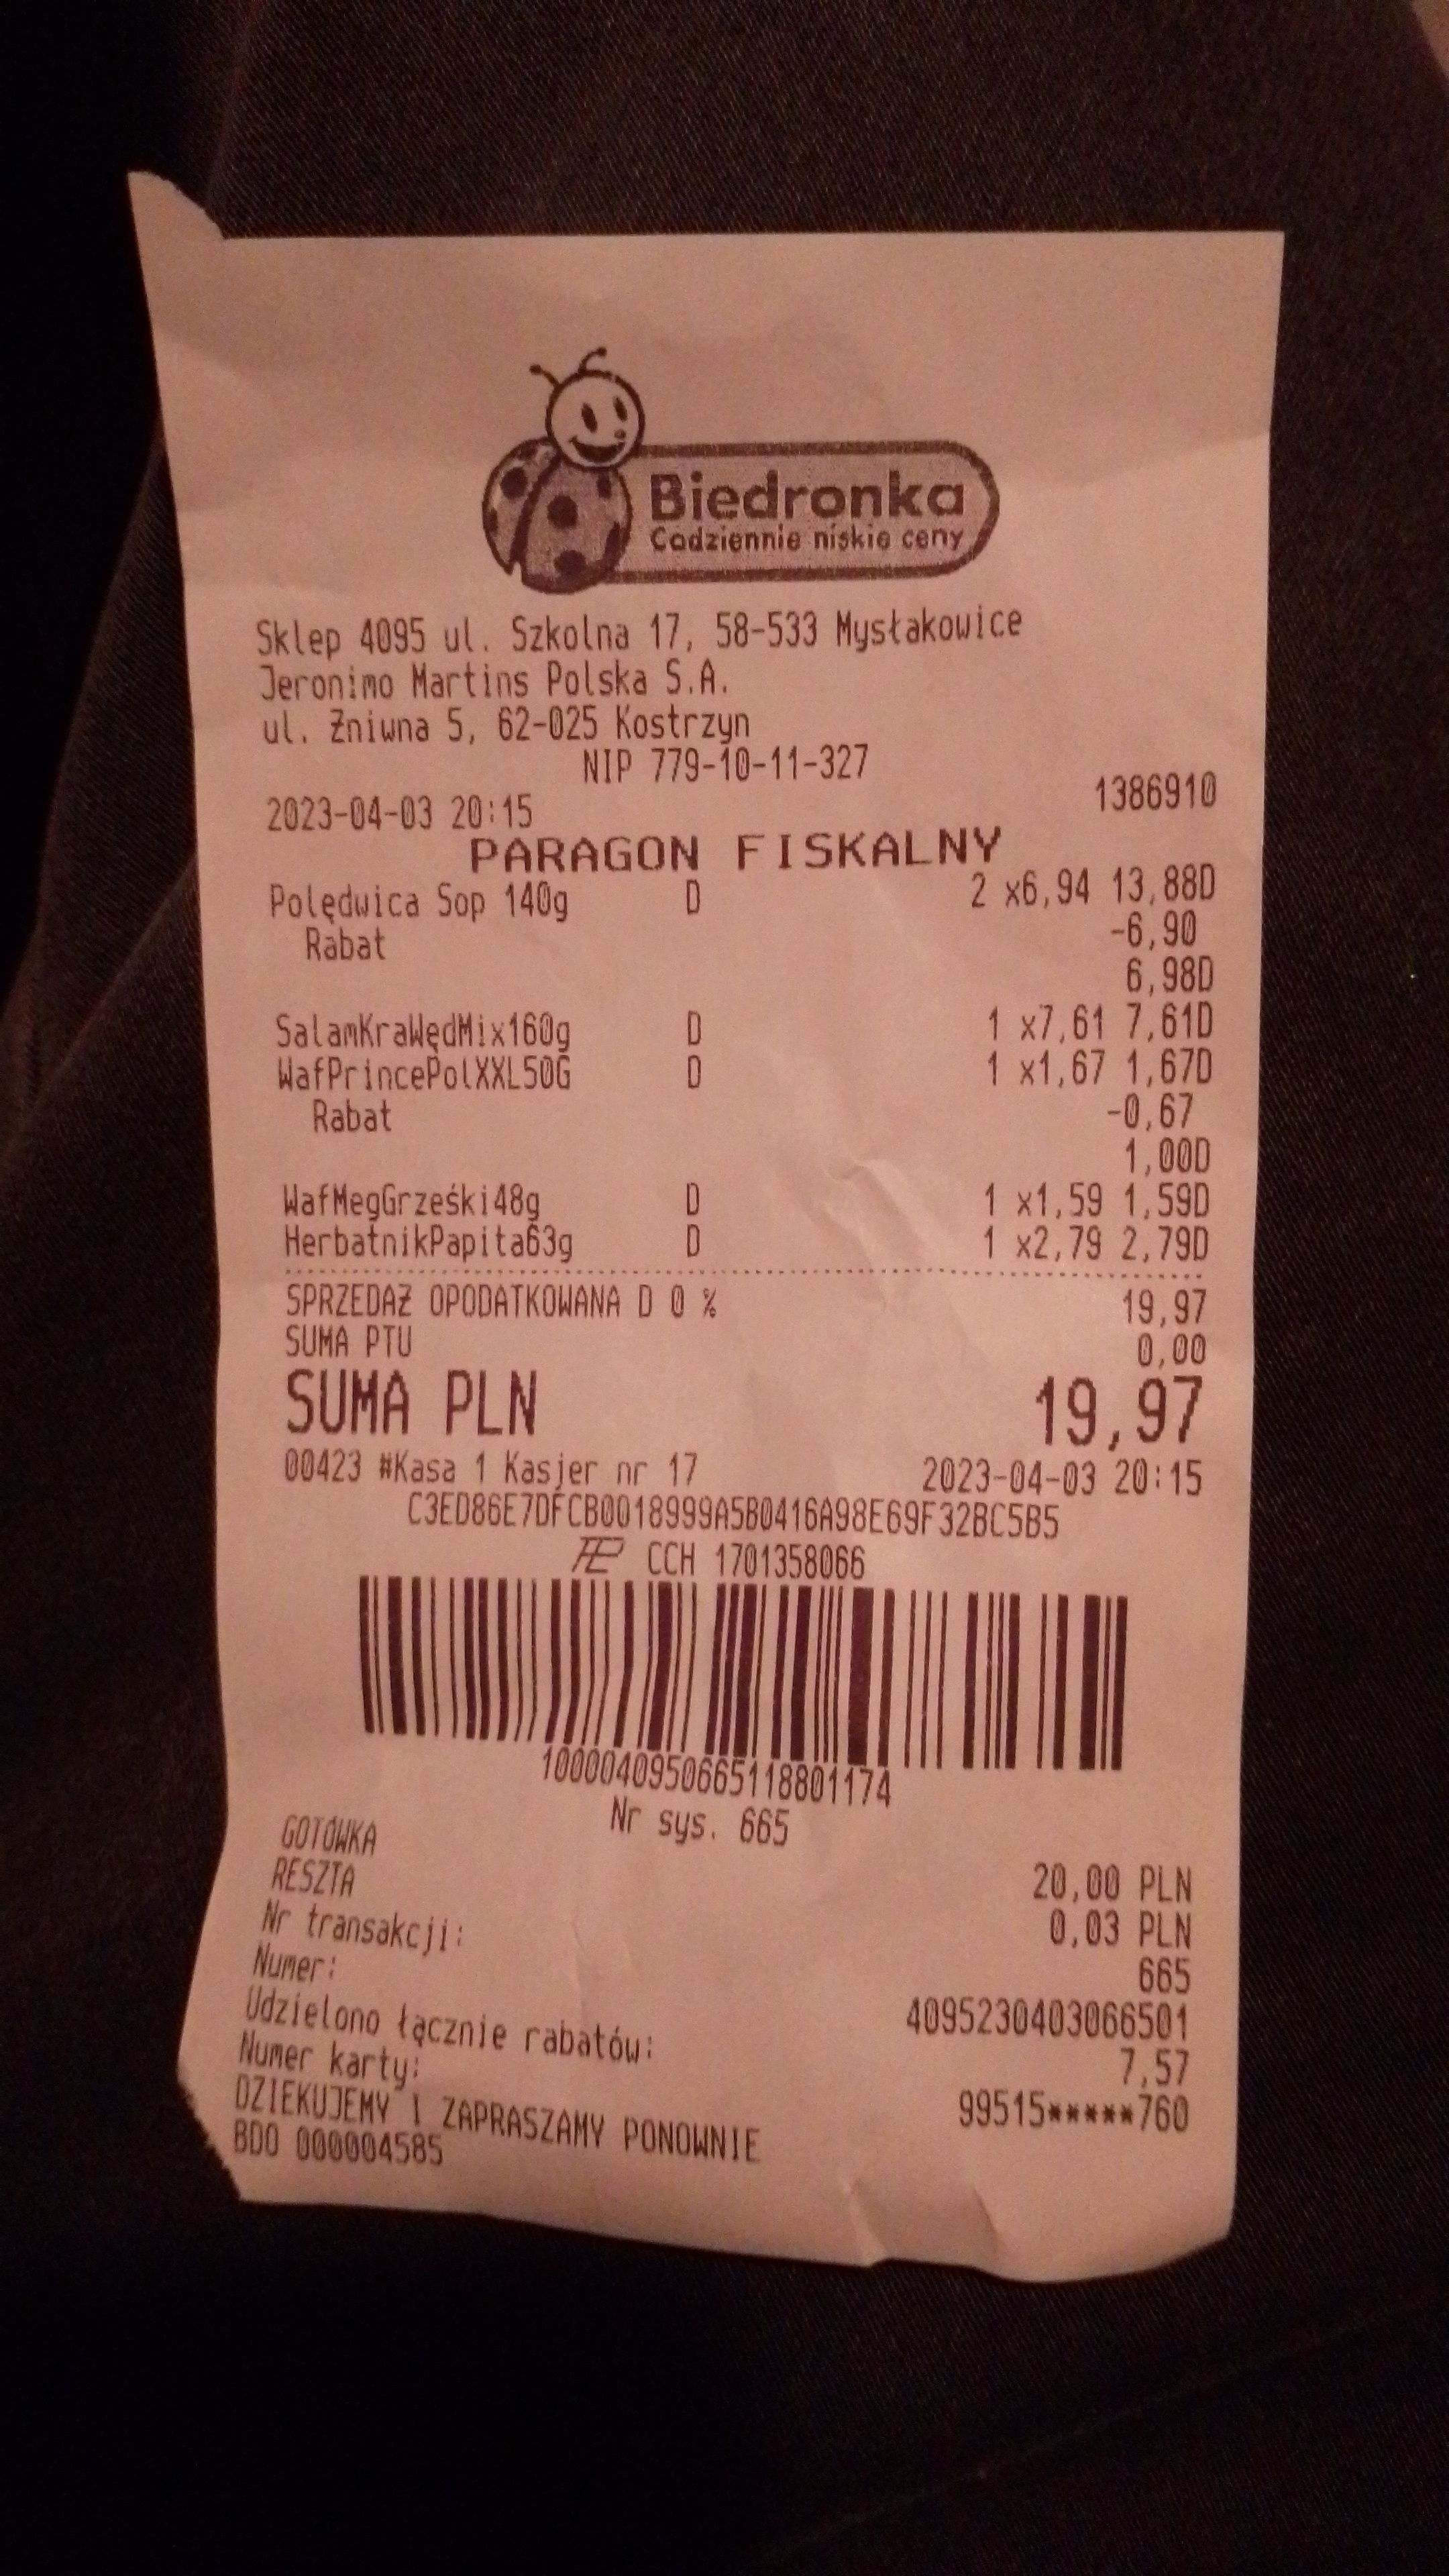 Biedronka
Codziennie niskie ceny
Sklep 4095 ul. Szkolna 17, 58-533 Mysłakowice
Jeronimo Martins Polska S.A.
ul. Żniwna 5, 62-025 Kostrzyn
NIP 779-10-11-327
2023-04-03 20:15 1386910
PARAGON FISKALNY
Polędwica Sop 140g D 2 x6,94 13,88D
Rabat -6,90
6,98D
SalamKraWędMix160g D 1 x7,61 7,61D
WafPrincePolXXL50G D 1 x1,67 1,67D
Rabat -0,67
1,00D
WafMegGrześki48g D 1 x1,59 1,59D
HerbatnikPapita63g D 1 x2,79 2,79D
SPRZEDAŻ OPODATKOWANA D 0 % 19,97
SUMA PTU 0,00
SUMA PLN 19,97
00423 #Kasa 1 Kasjer nr 17 2023-04-03 20:15
C3ED86E7DFCB0018999A5B0416A98E69F32BC5B5
CCH 1701358066
1000040950665118801174
Nr sys. 665
GOTÓWKA 20,00 PLN
RESZTA 0,03 PLN
Nr transakcji: 665
Numer: 4095230403066501
Udzielono łącznie rabatów: 7,57
Numer karty: 99515*****760
DZIEKUJEMY I ZAPRASZAMY PONOWNIE
BDO 000004585